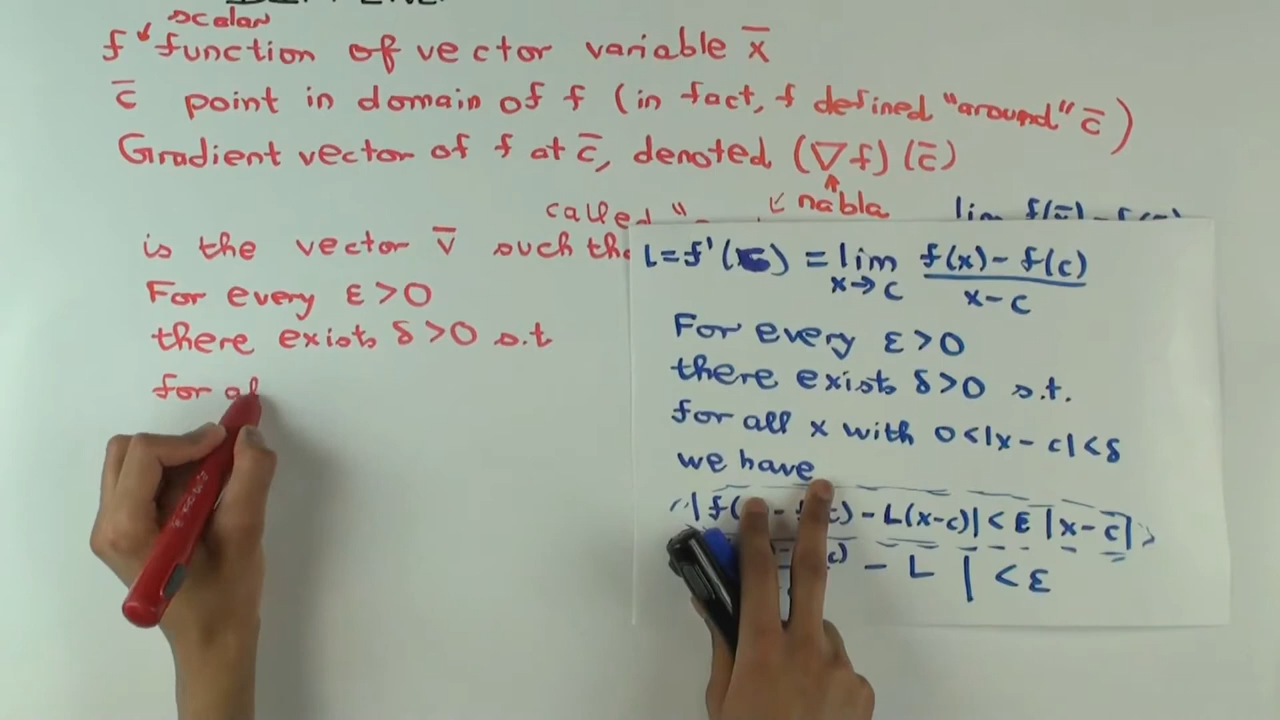 scalar
f function of vector variable x̄
c̄ point in domain of f (in fact, f defined "around" c̄)
Gradient vector of f at c̄, denoted (∇f)(c̄)
called " nabla
is the vector v̄ such
For every ε>0
there exists δ>0 s.t
for al
lim
L=f'(c) = lim x→c f(x)-f(c) / x-c
For every ε>0
there exists δ>0 s.t.
for all x with 0<|x-c|<δ
we have
|f( - L(x-c)|<ε|x-c|
- L | <ε